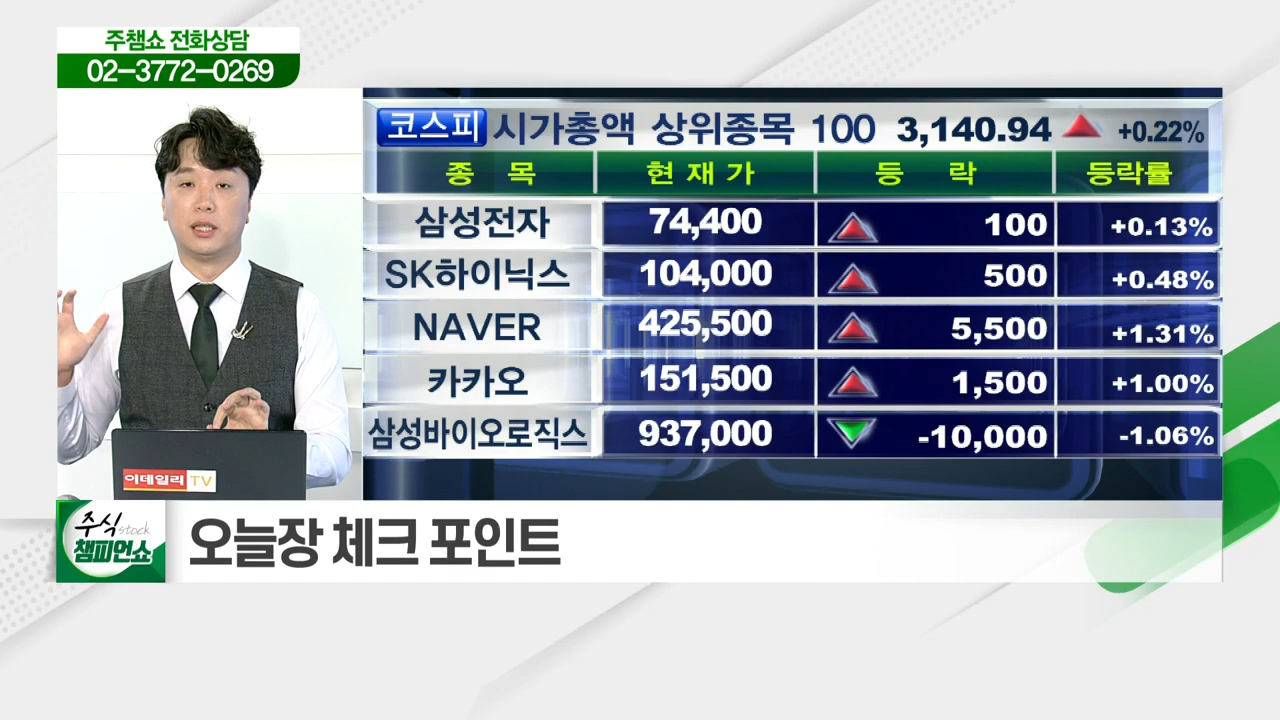 주챔쇼 전화상담
02-3772-0269
코스피 시가총액 상위종목 100 3,140.94 +0.22%
종 목 현 재 가 등 락 등락률
삼성전자 74,400 100 +0.13%
SK하이닉스 104,000 500 +0.48%
NAVER 425,500 5,500 +1.31%
카카오 151,500 1,500 +1.00%
삼성바이오로직스 937,000 -10,000 -1.06%
이데일리 TV
주식 stock
챔피언쇼
오늘장 체크 포인트